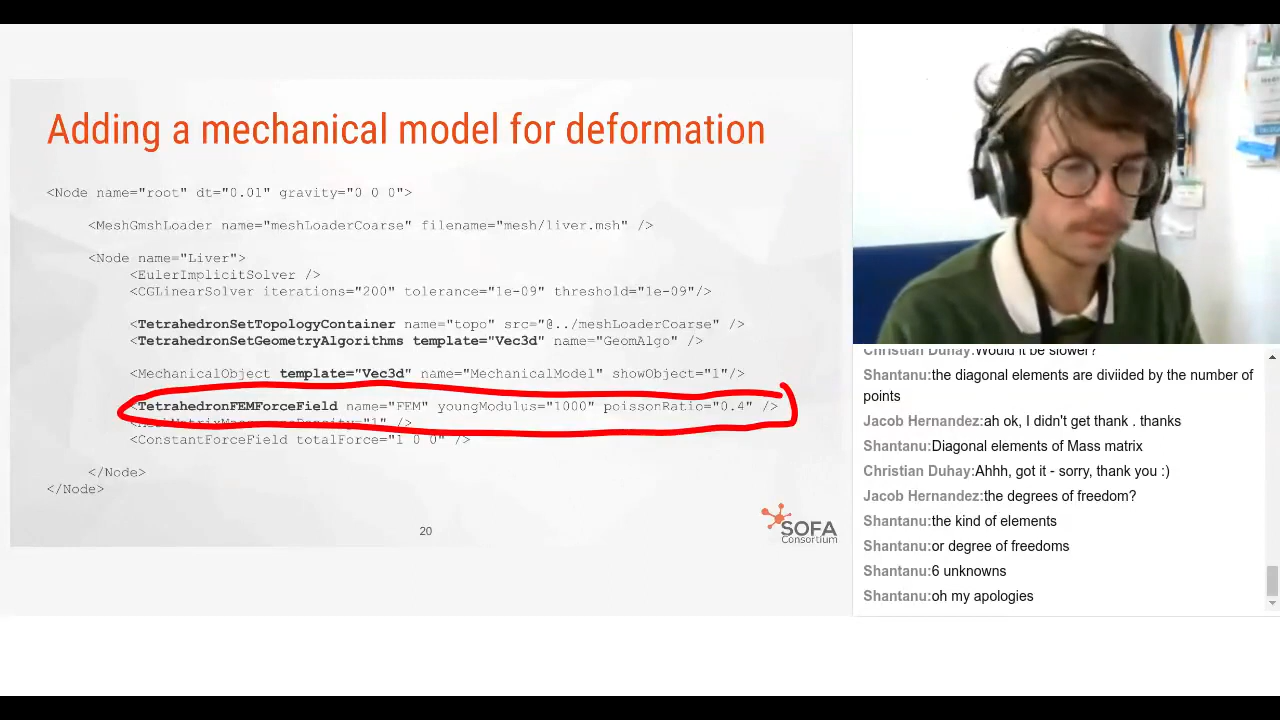 Adding a mechanical model for deformation
<Node name="root" dt="0.01" gravity="0 0 0">
<MeshGmshLoader name="meshLoaderCoarse" filename="mesh/liver.msh" />
<Node name="Liver">
<EulerImplicitSolver />
<CGLinearSolver iterations="200" tolerance="1e-09" threshold="1e-09"/>
<TetrahedronSetTopologyContainer name="topo" src="@../meshLoaderCoarse" />
<TetrahedronSetGeometryAlgorithms template="Vec3d" name="GeomAlgo" />
<MechanicalObject template="Vec3d" name="MechanicalModel" showObject="1"/>
<TetrahedronFEMForceField name="FEM" youngModulus="1000" poissonRatio="0.4" />
="1" />
<ConstantForceField totalForce="1 0 0" />
</Node>
</Node>
20
SOFA
Consortium
Christian Duhay:Would it be slower?
Shantanu:the diagonal elements are diviided by the number of
points
Jacob Hernandez:ah ok, I didn't get thank . thanks
Shantanu:Diagonal elements of Mass matrix
Christian Duhay:Ahhh, got it - sorry, thank you :)
Jacob Hernandez:the degrees of freedom?
Shantanu:the kind of elements
Shantanu:or degree of freedoms
Shantanu:6 unknowns
Shantanu:oh my apologies